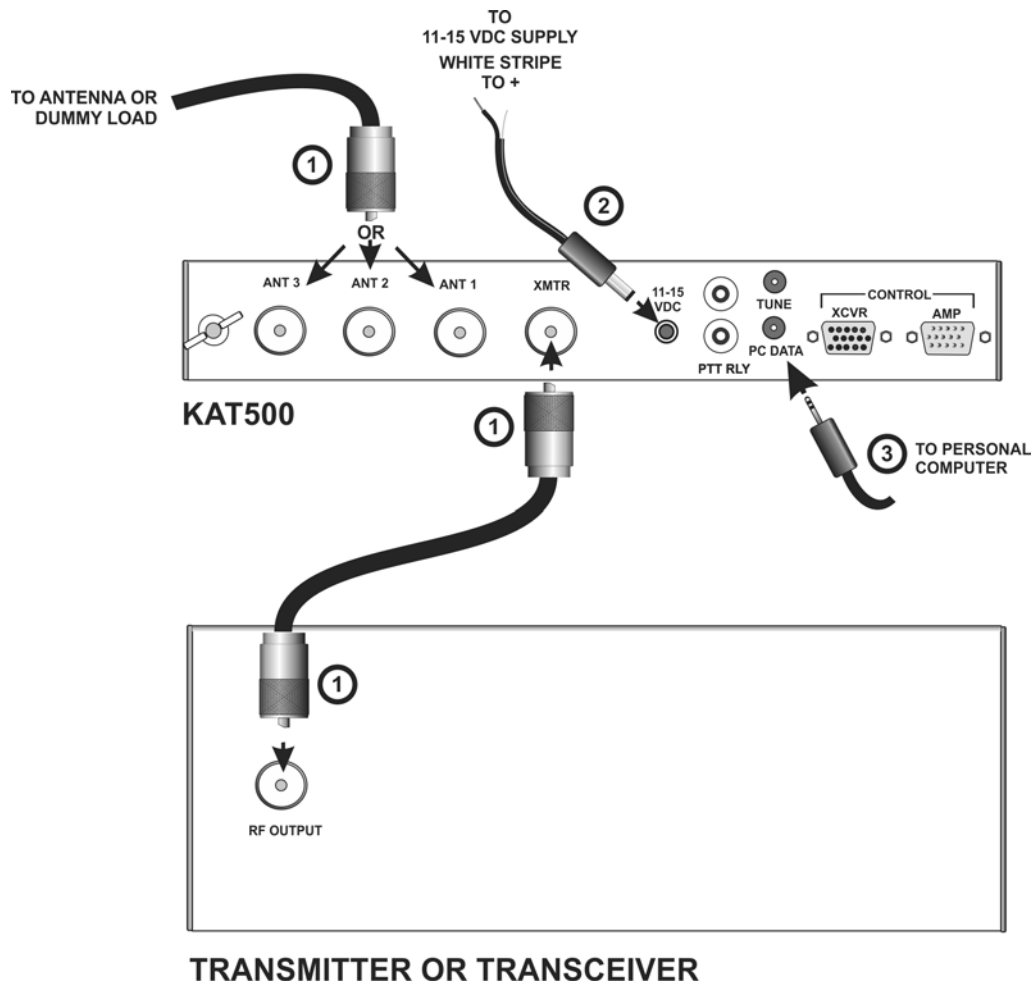 TO
11-15 VDC SUPPLY
WHITE STRIPE
TO +
TO ANTENNA OR
DUMMY LOAD
1
2
OR
ANT 3
ANT 2
ANT 1
XMTR
11-15
VDC
TUNE
PTT RLY
PC DATA
CONTROL
XCVR
AMP
KAT500
1
3
TO PERSONAL
COMPUTER
1
RF OUTPUT
TRANSMITTER OR TRANSCEIVER